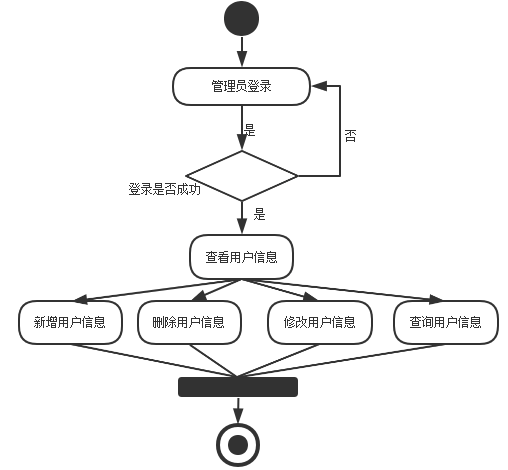 管理员登录
是
否
登录是否成功
是
查看用户信息
新增用户信息
删除用户信息
修改用户信息
查询用户信息